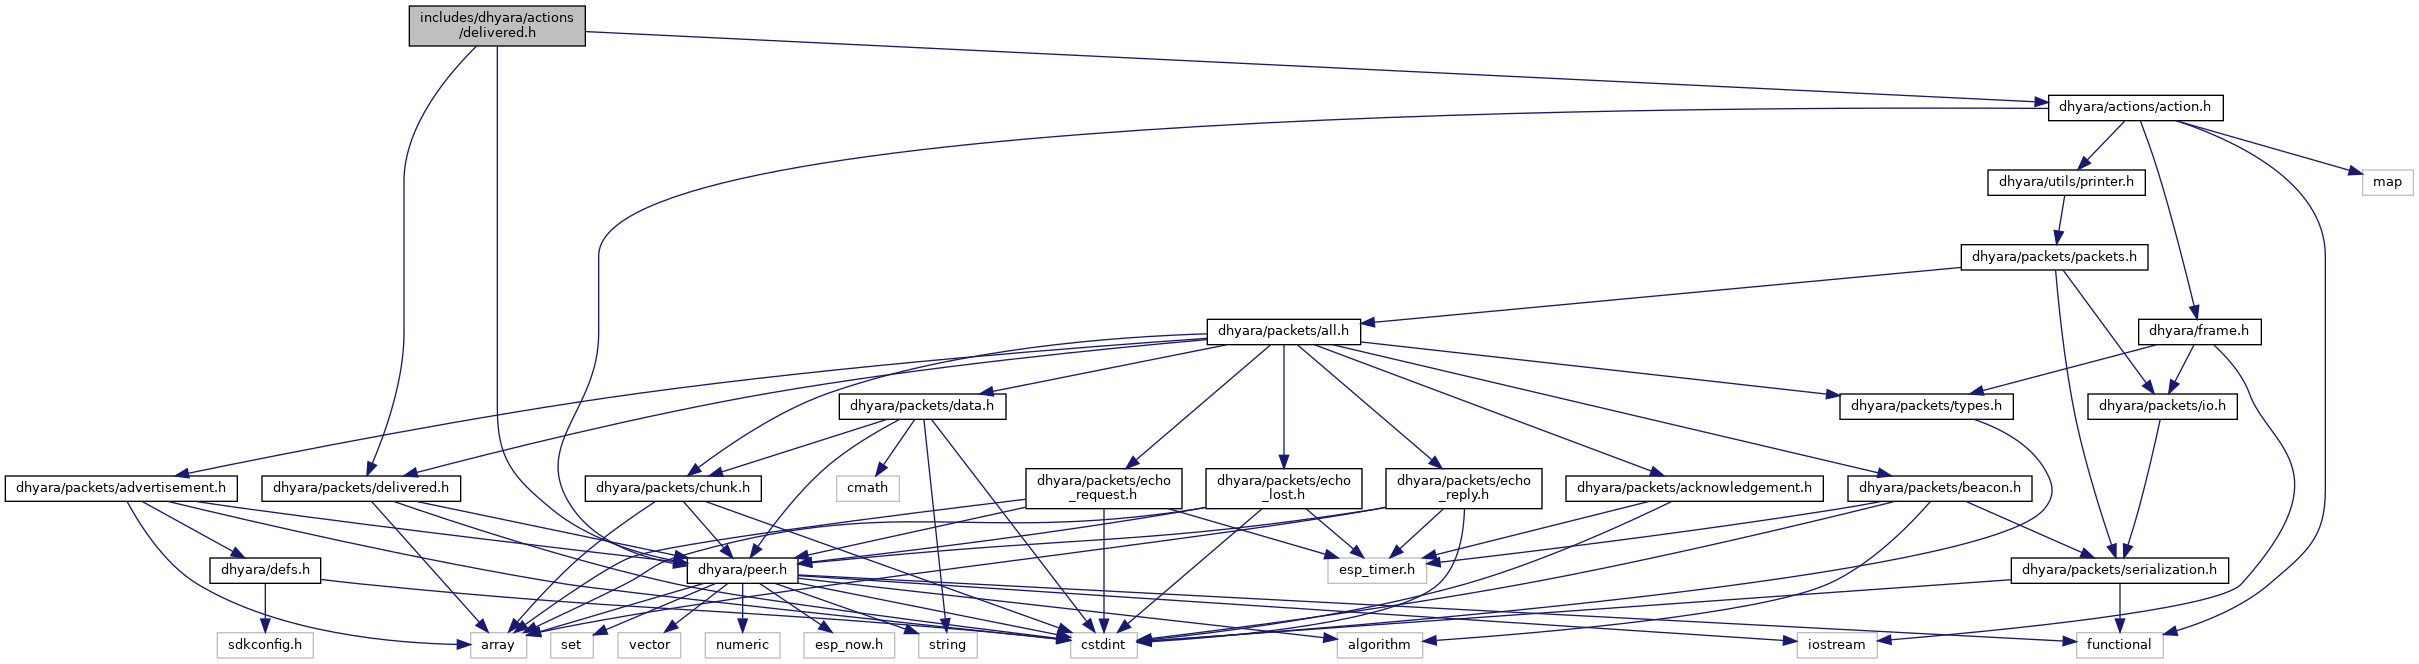 includes/dhyara/actions
/delivered.h
dhyara/actions/action.h
dhyara/utils/printer.h
map
dhyara/packets/packets.h
dhyara/packets/all.h
dhyara/frame.h
dhyara/packets/data.h
dhyara/packets/types.h
dhyara/packets/io.h
dhyara/packets/advertisement.h
dhyara/packets/delivered.h
dhyara/packets/chunk.h
cmath
dhyara/packets/echo
_request.h
dhyara/packets/echo
_lost.h
dhyara/packets/echo
_reply.h
dhyara/packets/acknowledgement.h
dhyara/packets/beacon.h
dhyara/defs.h
dhyara/peer.h
esp_timer.h
dhyara/packets/serialization.h
sdkconfig.h
array
set
vector
numeric
esp_now.h
string
cstdint
algorithm
iostream
functional